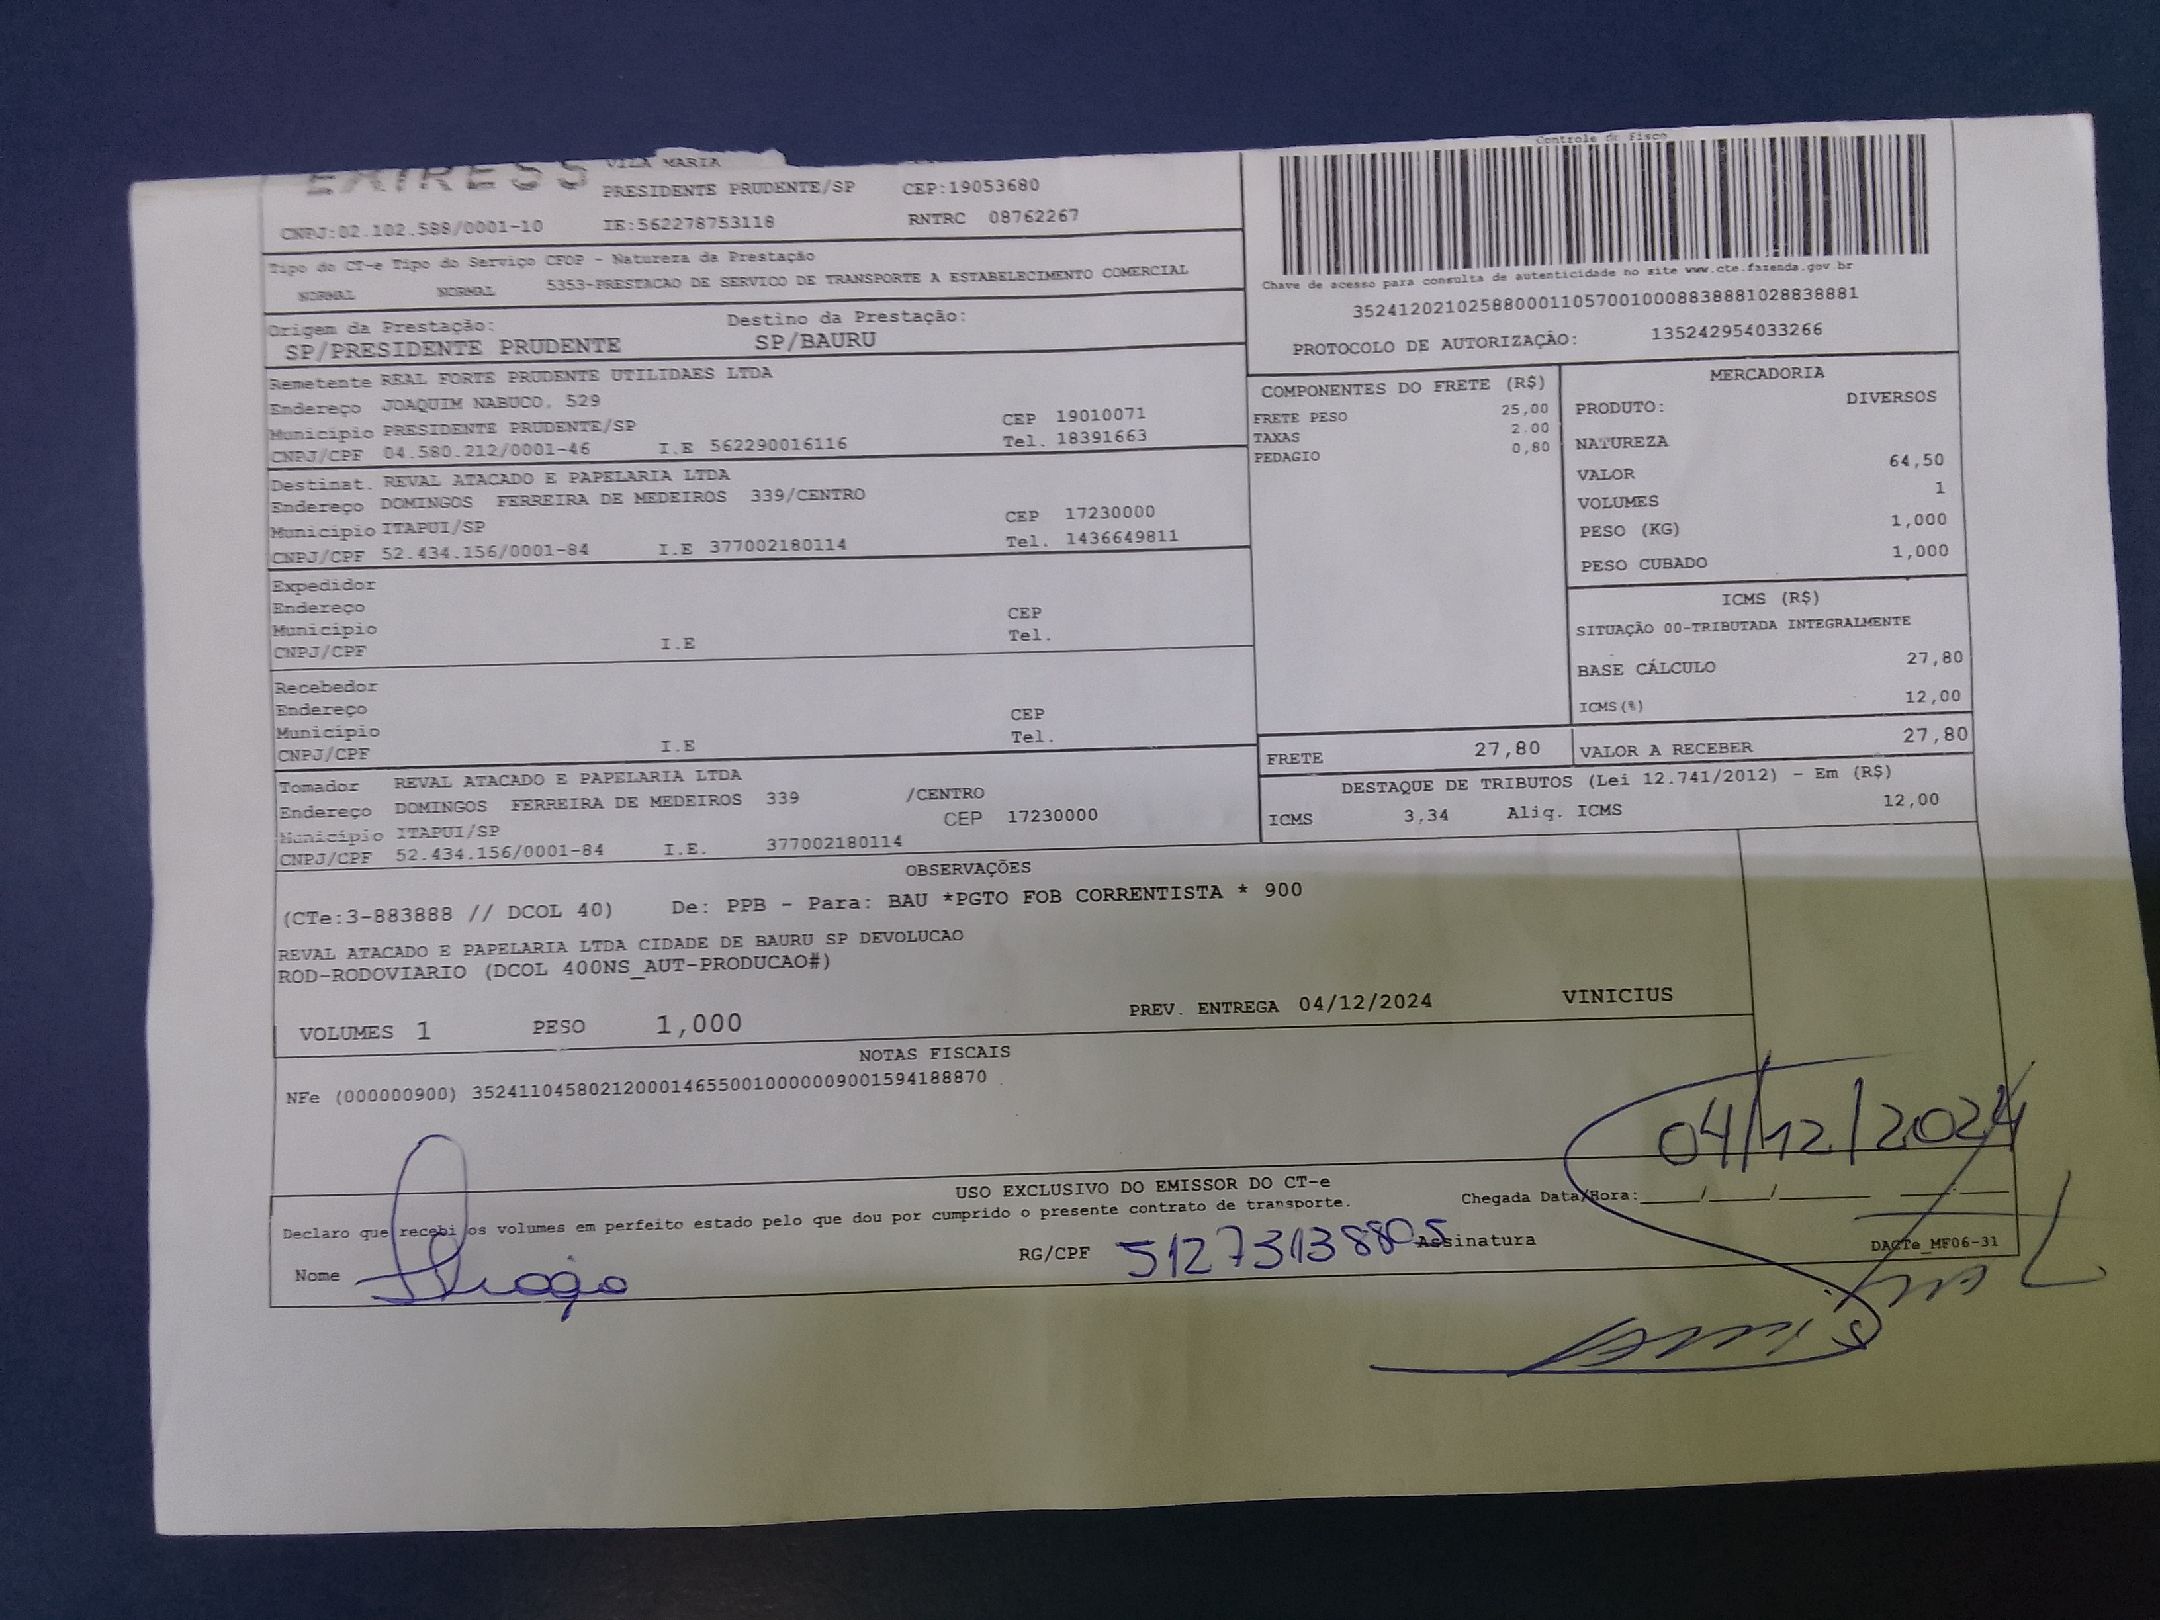 EXPRESS VILA MARIA
PRESIDENTE PRUDENTE/SP CEP:19053680
CNPJ:02.102.588/0001-10 IE:562278753118 RNTRC 08762267
Tipo do CT-e Tipo do Serviço CFOP - Natureza da Prestação
NORMAL NORMAL 5353-PRESTACAO DE SERVICO DE TRANSPORTE A ESTABELECIMENTO COMERCIAL
Origem da Prestação: Destino da Prestação:
SP/PRESIDENTE PRUDENTE SP/BAURU
Remetente REAL FORTE PRUDENTE UTILIDAES LTDA
Endereço JOAQUIM NABUCO, 529
Município PRESIDENTE PRUDENTE/SP CEP 19010071
CNPJ/CPF 04.580.212/0001-46 I.E 562290016116 Tel. 18391663
Destinat. REVAL ATACADO E PAPELARIA LTDA
Endereço DOMINGOS FERREIRA DE MEDEIROS 339/CENTRO
Município ITAPUI/SP CEP 17230000
CNPJ/CPF 52.434.156/0001-84 I.E 377002180114 Tel. 1436649811
Expedidor
Endereço
Município CEP
CNPJ/CPF I.E Tel.
Recebedor
Endereço
Município CEP
CNPJ/CPF I.E Tel.
Tomador REVAL ATACADO E PAPELARIA LTDA
Endereço DOMINGOS FERREIRA DE MEDEIROS 339 /CENTRO
Município ITAPUI/SP CEP 17230000
CNPJ/CPF 52.434.156/0001-84 I.E. 377002180114
Controle do Fisco
Chave de acesso para consulta de autenticidade no site www.cte.fazenda.gov.br
35241202102588000110570010008838881028838881
PROTOCOLO DE AUTORIZAÇÃO: 135242954033266
COMPONENTES DO FRETE (R$)
FRETE PESO 25,00
TAXAS 2.00
PEDAGIO 0,80
MERCADORIA
PRODUTO: DIVERSOS
NATUREZA
VALOR 64,50
VOLUMES 1
PESO (KG) 1,000
PESO CUBADO 1,000
ICMS (R$)
SITUAÇÃO 00-TRIBUTADA INTEGRALMENTE
BASE CÁLCULO 27,80
ICMS(%) 12,00
FRETE 27,80 VALOR A RECEBER 27,80
DESTAQUE DE TRIBUTOS (Lei 12.741/2012) - Em (R$)
ICMS 3,34 Aliq. ICMS 12,00
OBSERVAÇÕES
(CTe:3-883888 // DCOL 40) De: PPB - Para: BAU *PGTO FOB CORRENTISTA * 900
REVAL ATACADO E PAPELARIA LTDA CIDADE DE BAURU SP DEVOLUCAO
ROD-RODOVIARIO (DCOL 400NS_AUT-PRODUCAO#)
VOLUMES 1 PESO 1,000 PREV. ENTREGA 04/12/2024 VINICIUS
NOTAS FISCAIS
NFe (000000900) 35241104580212000146550010000009001594188870
04/12/2024
USO EXCLUSIVO DO EMISSOR DO CT-e
Declaro que recebi os volumes em perfeito estado pelo que dou por cumprido o presente contrato de transporte. Chegada Data/Hora:____/____/______ ___:___
Nome Thiago RG/CPF 51273138805 Assinatura DACTe_MF06-31